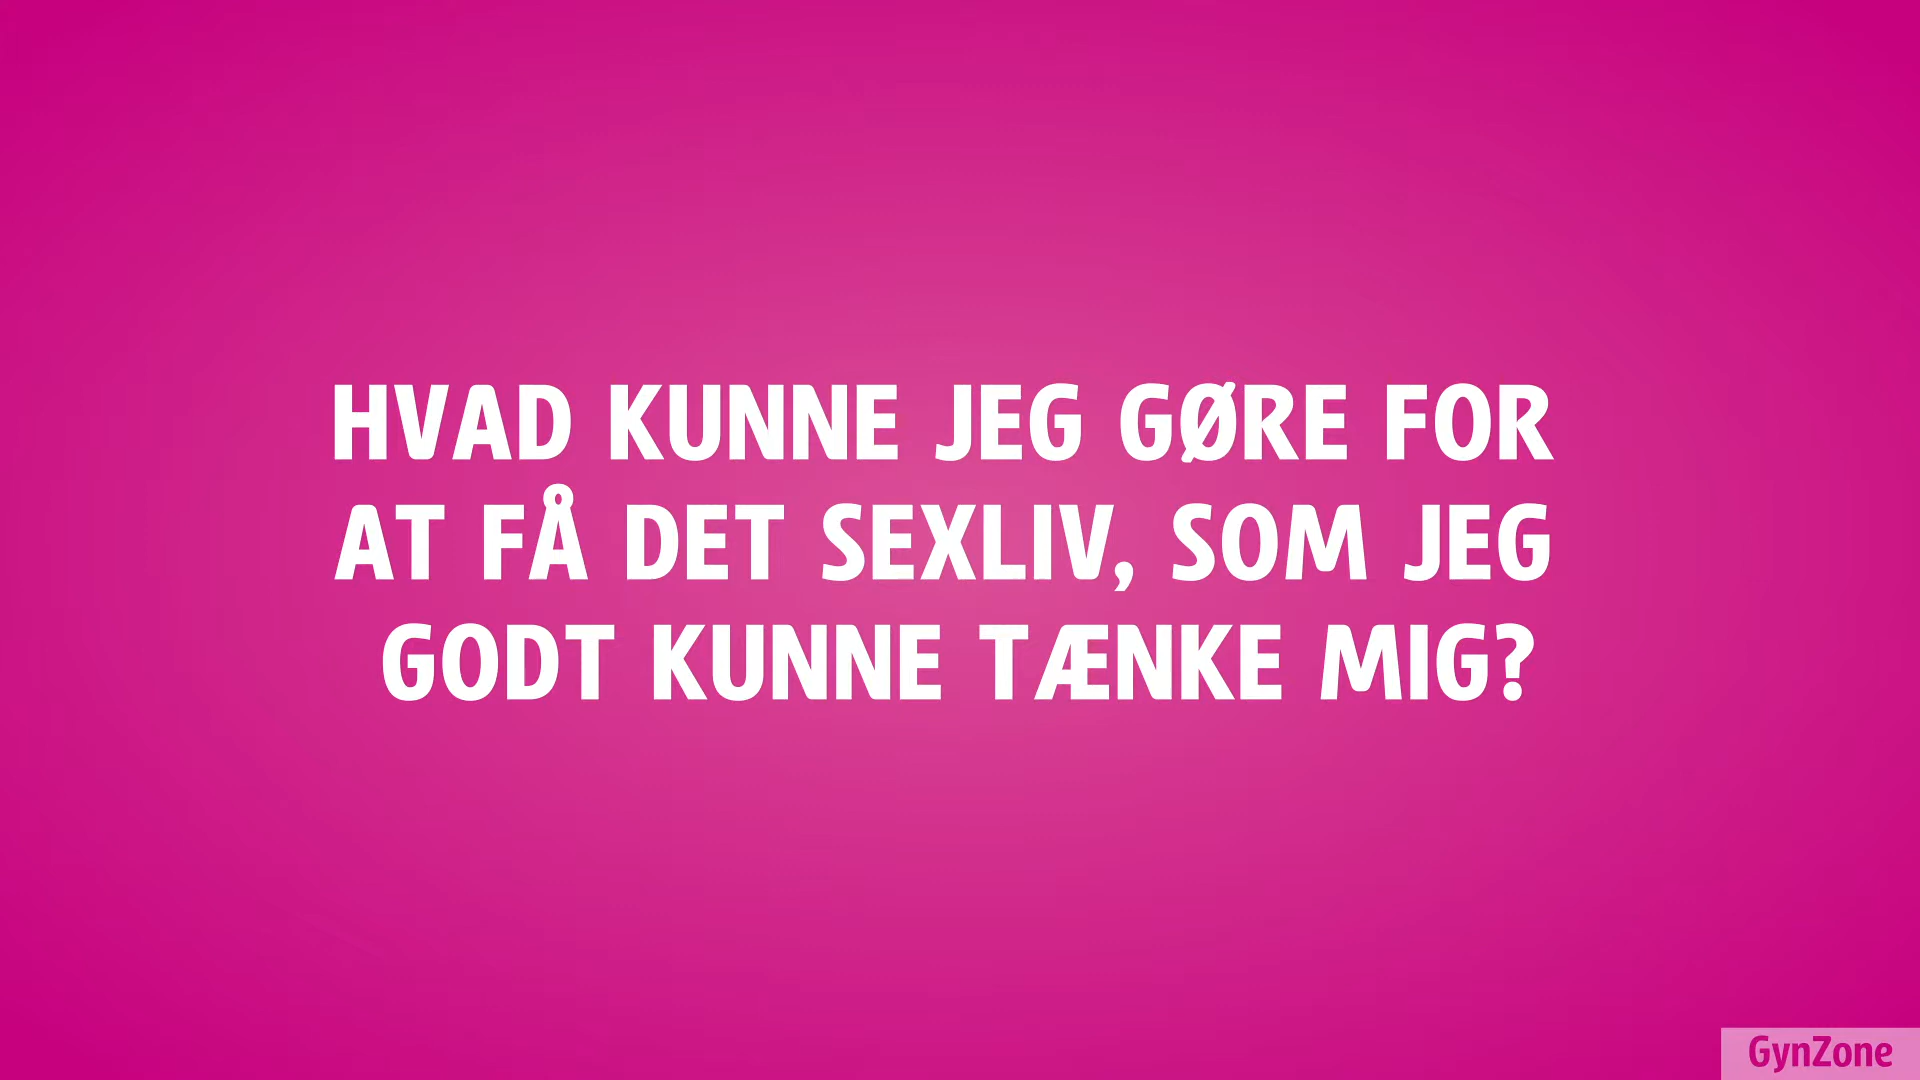 HVAD KUNNE JEG GØRE FOR
AT FÅ DET SEXLIV, SOM JEG
GODT KUNNE TÆNKE MIG?
GynZone